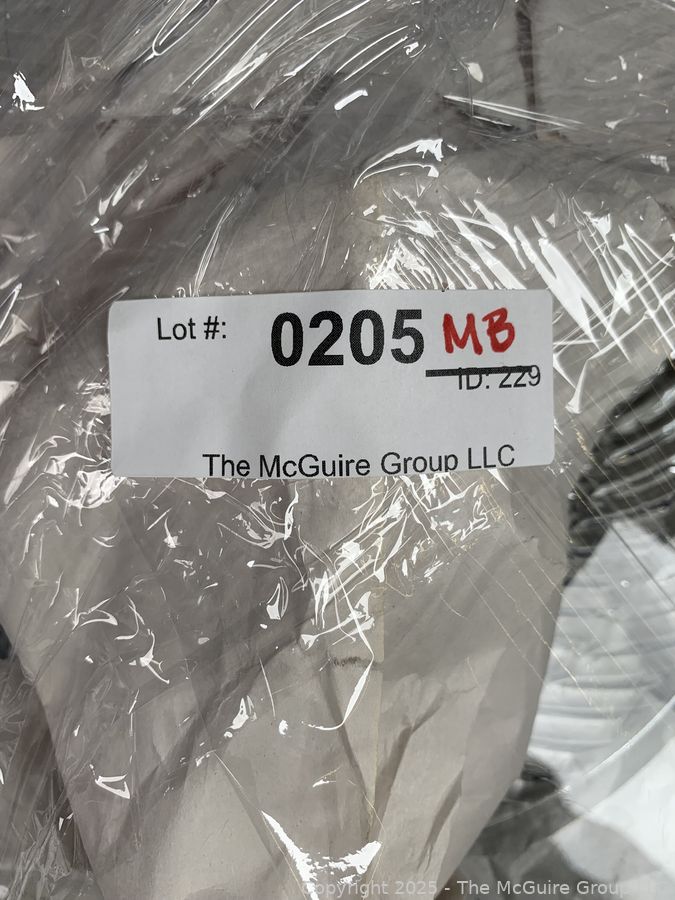 Lot #: 0205 MB
ID: 229
The McGuire Group LLC
Copyright 2025 - The McGuire Group